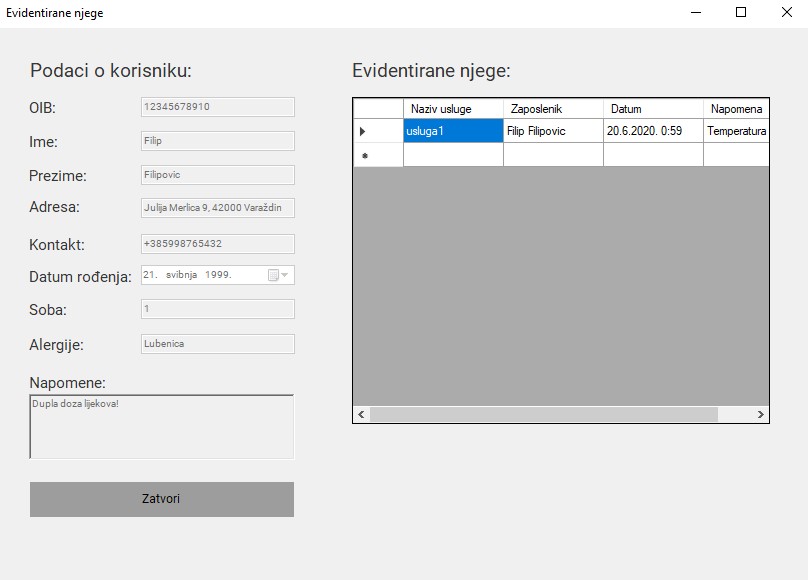 Evidentirane njege
Podaci o korisniku:
OIB: 12345678910
Ime: Filip
Prezime: Filipovic
Adresa: Julija Merlica 9, 42000 Varaždin
Kontakt: +385998765432
Datum rođenja: 21. svibnja 1999.
Soba: 1
Alergije: Lubenica
Napomene:
Dupla doza lijekova!
Zatvori
Evidentirane njege:
Naziv usluge Zaposlenik Datum Napomena
usluga1 Filip Filipovic 20.6.2020. 0:59 Temperatura